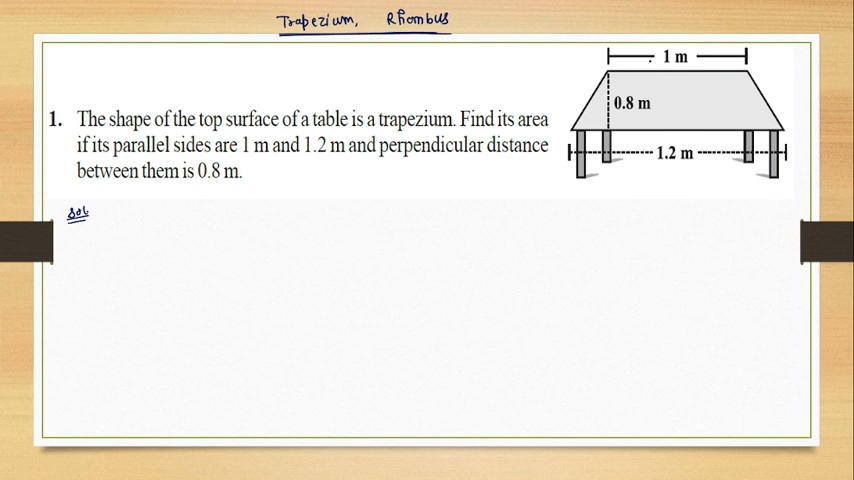 Trapezium, Rhombus
1 m
0.8 m
1. The shape of the top surface of a table is a trapezium. Find its area
if its parallel sides are 1 m and 1.2 m and perpendicular distance
between them is 0.8 m.
1.2 m
Sol